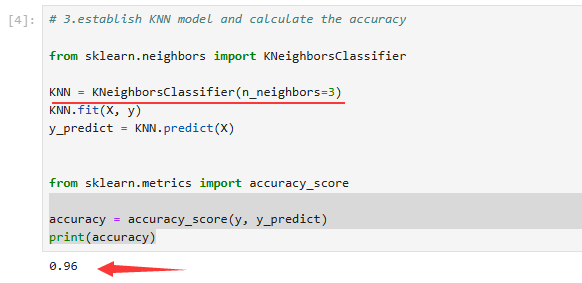 [4]: # 3.establish KNN model and calculate the accuracy
from sklearn.neighbors import KNeighborsClassifier
KNN = KNeighborsClassifier(n_neighbors=3)
KNN.fit(X, y)
y_predict = KNN.predict(X)
from sklearn.metrics import accuracy_score
accuracy = accuracy_score(y, y_predict)
print(accuracy)
0.96